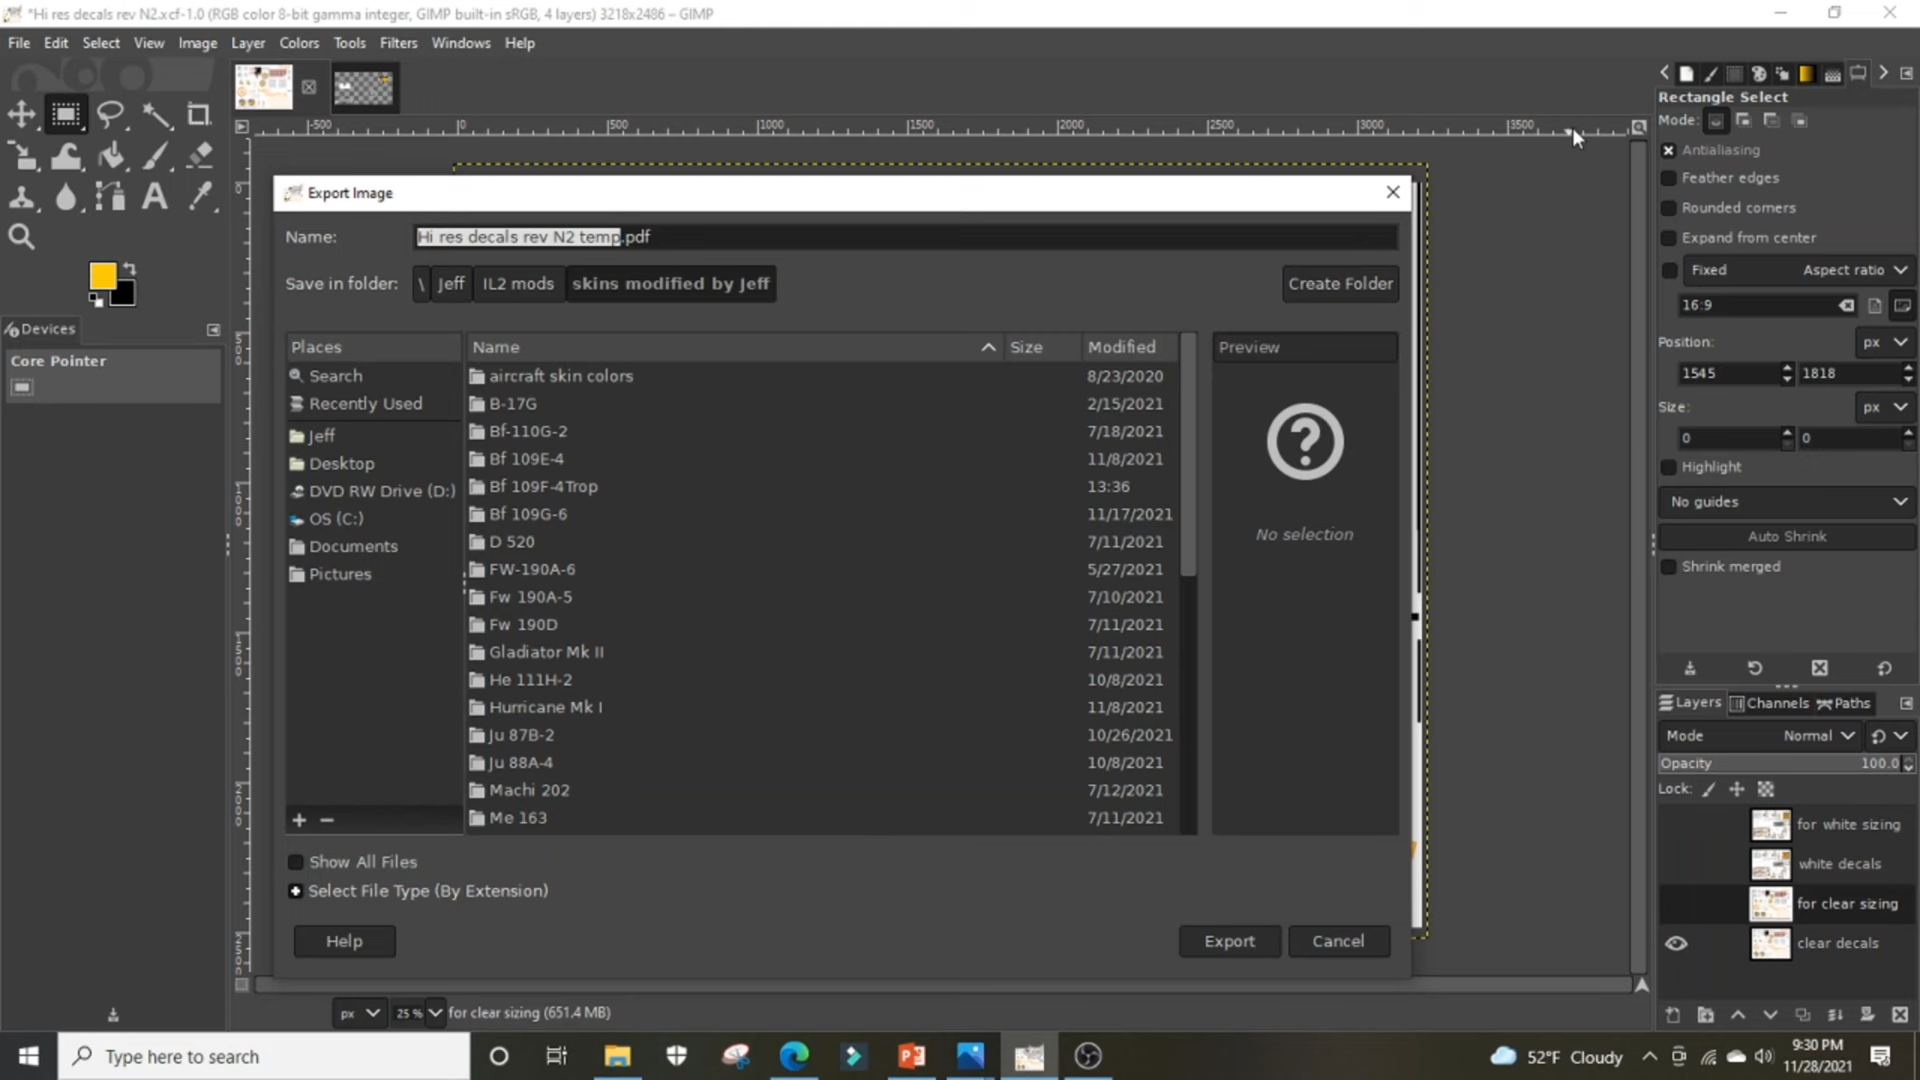 *Hi res decals rev N2.xcf-1.0 (RGB color 8-bit gamma integer, GIMP built-in sRGB, 4 layers) 3218x2486 – GIMP
File Edit Select View Image Layer Colors Tools Filters Windows Help
-500 0 500 1000 1500 2000 2500 3000 3500
Export Image
Name: Hi res decals rev N2 temp.pdf
Save in folder: \ Jeff IL2 mods skins modified by Jeff Create Folder
Places
Search
Recently Used
Jeff
Desktop
DVD RW Drive (D:)
OS (C:)
Documents
Pictures
Name Size Modified
aircraft skin colors 8/23/2020
B-17G 2/15/2021
Bf-110G-2 7/18/2021
Bf 109E-4 11/8/2021
Bf 109F-4Trop 13:36
Bf 109G-6 11/17/2021
D 520 7/11/2021
FW-190A-6 5/27/2021
Fw 190A-5 7/10/2021
Fw 190D 7/11/2021
Gladiator Mk II 7/11/2021
He 111H-2 10/8/2021
Hurricane Mk I 11/8/2021
Ju 87B-2 10/26/2021
Ju 88A-4 10/8/2021
Machi 202 7/12/2021
Me 163 7/11/2021
Preview
No selection
Show All Files
Select File Type (By Extension)
Help Export Cancel
Devices
Core Pointer
Rectangle Select
Mode:
Antialiasing
Feather edges
Rounded corners
Expand from center
Fixed Aspect ratio
16:9
Position: px
1545 1818
Size: px
0 0
Highlight
No guides
Auto Shrink
Shrink merged
Layers Channels Paths
Mode Normal
Opacity 100.0
Lock:
for white sizing
white decals
for clear sizing
clear decals
px 25 % for clear sizing (651.4 MB)
Type here to search
52°F Cloudy
9:30 PM
11/28/2021